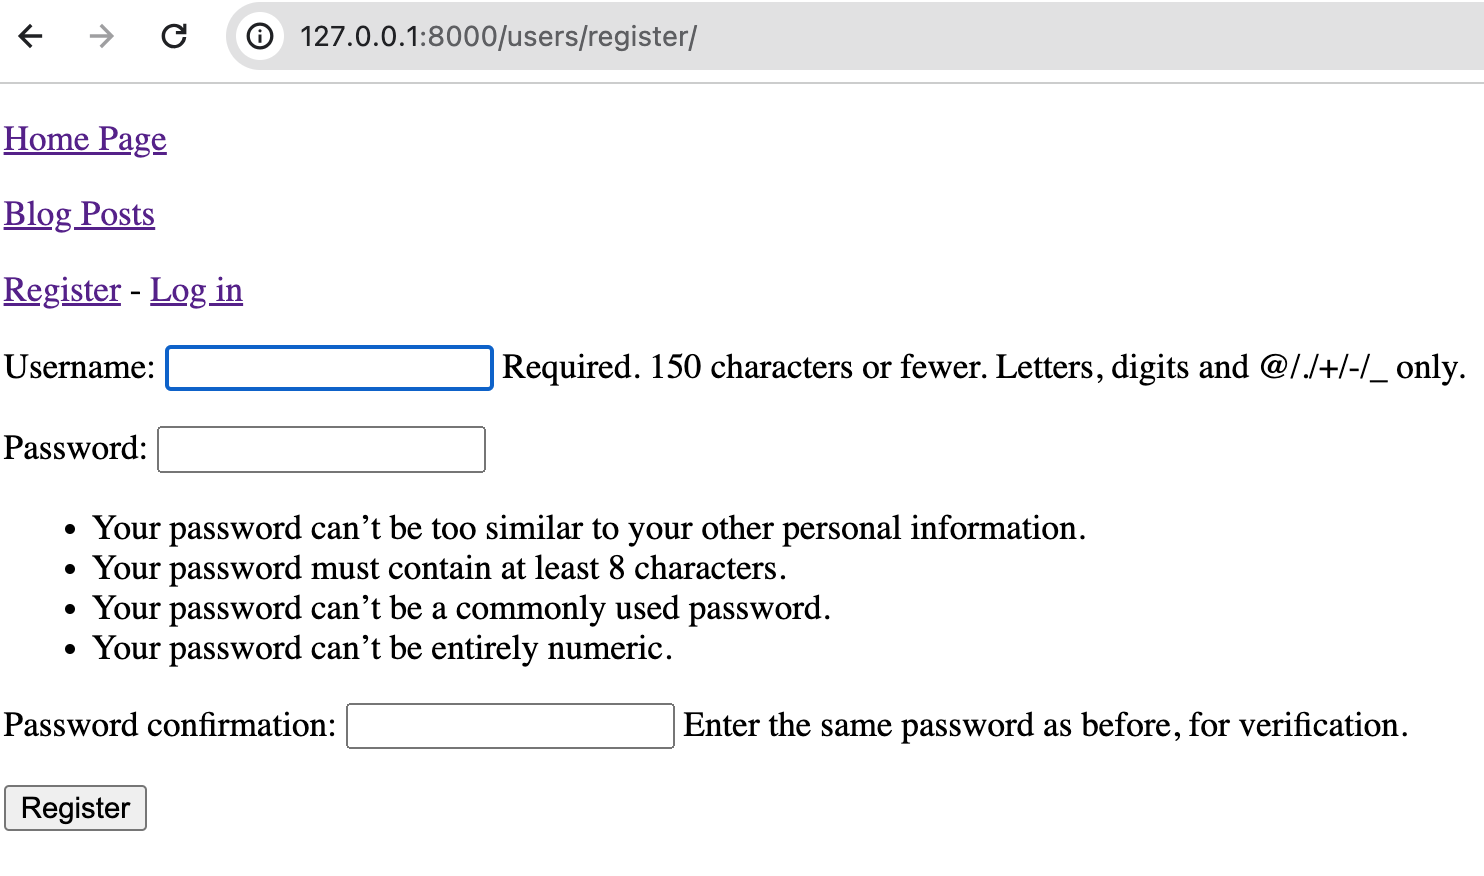 127.0.0.1:8000/users/register/
Home Page
Blog Posts
Register - Log in
Username: Required. 150 characters or fewer. Letters, digits and @/./+/-/_ only.
Password:
• Your password can’t be too similar to your other personal information.
• Your password must contain at least 8 characters.
• Your password can’t be a commonly used password.
• Your password can’t be entirely numeric.
Password confirmation: Enter the same password as before, for verification.
Register